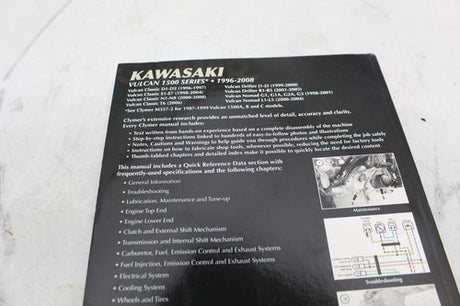 KAWASAKI
VULCAN 1500 SERIES* • 1996-2008
Vulcan Classic D1-D2 (1996-1997)
Vulcan Classic E1-E7 (1998-2004)
Vulcan Classic N1-N8 (2000-2008)
Vulcan Classic T6 (2006)
Vulcan Drifter J1-J2 (1999-2000)
Vulcan Drifter R1-R5 (2001-2005)
Vulcan Nomad G1, G1A, G2A, G3 (1998-2001)
Vulcan Nomad L1-L5 (2000-2004)
*See Clymer M357-2 for 1987-1999 Vulcan 1500A, B and C models.
Clymer's extensive research provides an unmatched level of detail, accuracy and clarity.
Every Clymer manual includes:
• Text written from hands-on experience based on a complete disassembly of the machine
• Step-by-step instructions linked to hundreds of easy-to-follow photos and illustrations
• Notes, Cautions and Warnings to help guide you through procedures while completing the job safely
• Instructions on how to fabricate shop tools, whenever possible, reducing the need for factory tools
• Thumb-tabbed chapters and detailed index make it possible to quickly locate the desired content
This manual includes a Quick Reference Data section with
frequently-used specifications and the following chapters:
• General Information
• Troubleshooting
• Lubrication, Maintenance and Tune-up
• Engine Top End
• Engine Lower End
• Clutch and External Shift Mechanism
• Transmission and Internal Shift Mechanism
• Carburetor, Fuel, Emission Control and Exhaust Systems
• Fuel Injection, Emission Control and Exhaust Systems
• Electrical System
• Cooling System
• Wheels and Tires
Maintenance
Troubleshooting